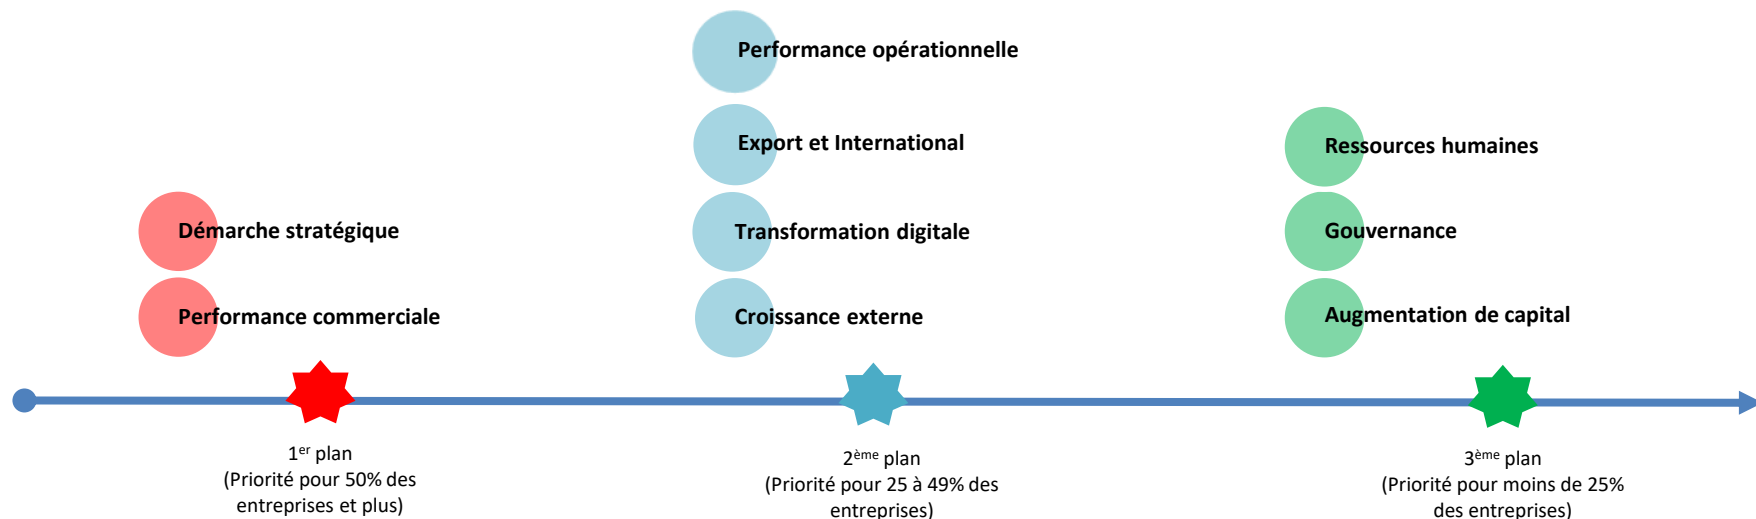 Démarche stratégique
Performance commerciale
1er plan
(Priorité pour 50% des
entreprises et plus)
Performance opérationnelle
Export et International
Transformation digitale
Croissance externe
2ème plan
(Priorité pour 25 à 49% des
entreprises)
Ressources humaines
Gouvernance
Augmentation de capital
3ème plan
(Priorité pour moins de 25%
des entreprises)